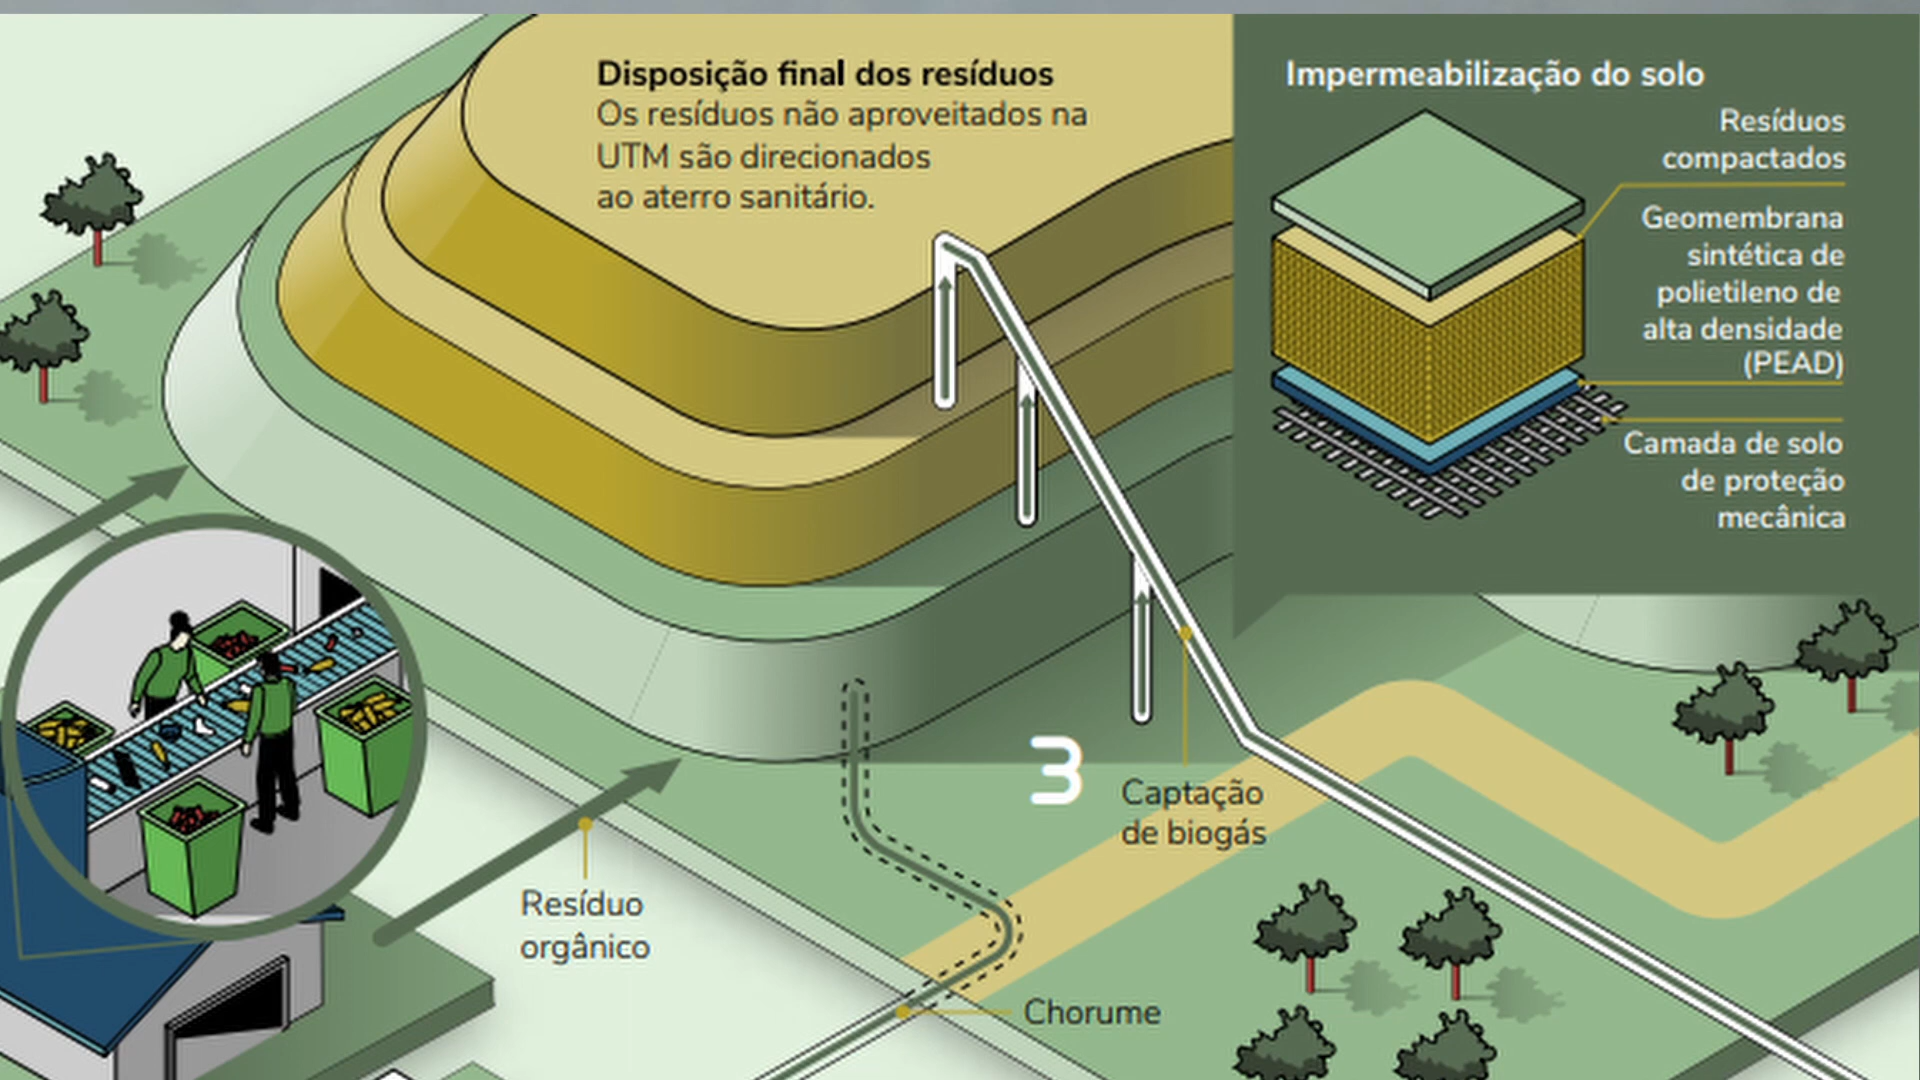 Disposição final dos resíduos
Os resíduos não aproveitados na
UTM são direcionados
ao aterro sanitário.
Impermeabilização do solo
Resíduos
compactados
Geomembrana
sintética de
polietileno de
alta densidade
(PEAD)
Camada de solo
de proteção
mecânica
3
Captação
de biogás
Resíduo
orgânico
Chorume